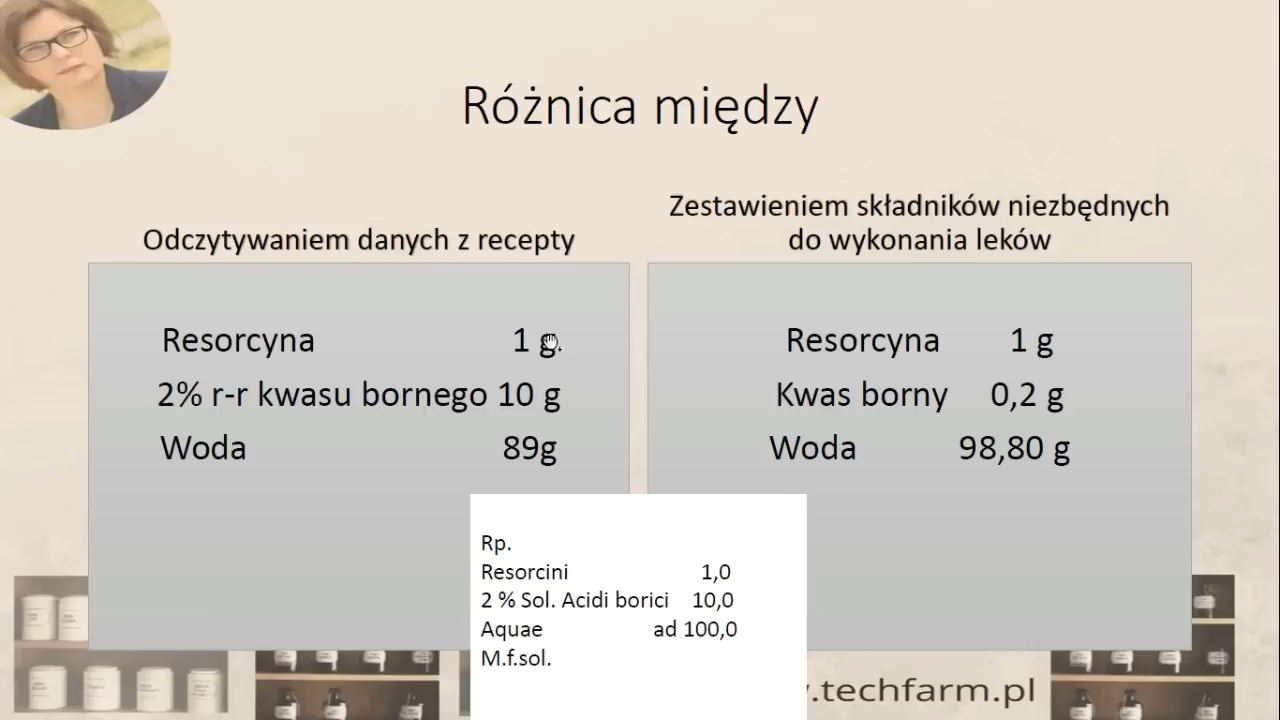 Różnica między
Odczytywaniem danych z recepty
Resorcyna 1 g.
2% r-r kwasu bornego 10 g
Woda 89g
Zestawieniem składników niezbędnych
do wykonania leków
Resorcyna 1 g
Kwas borny 0,2 g
Woda 98,80 g
Rp.
Resorcini 1,0
2 % Sol. Acidi borici 10,0
Aquae ad 100,0
M.f.sol.
.techfarm.pl